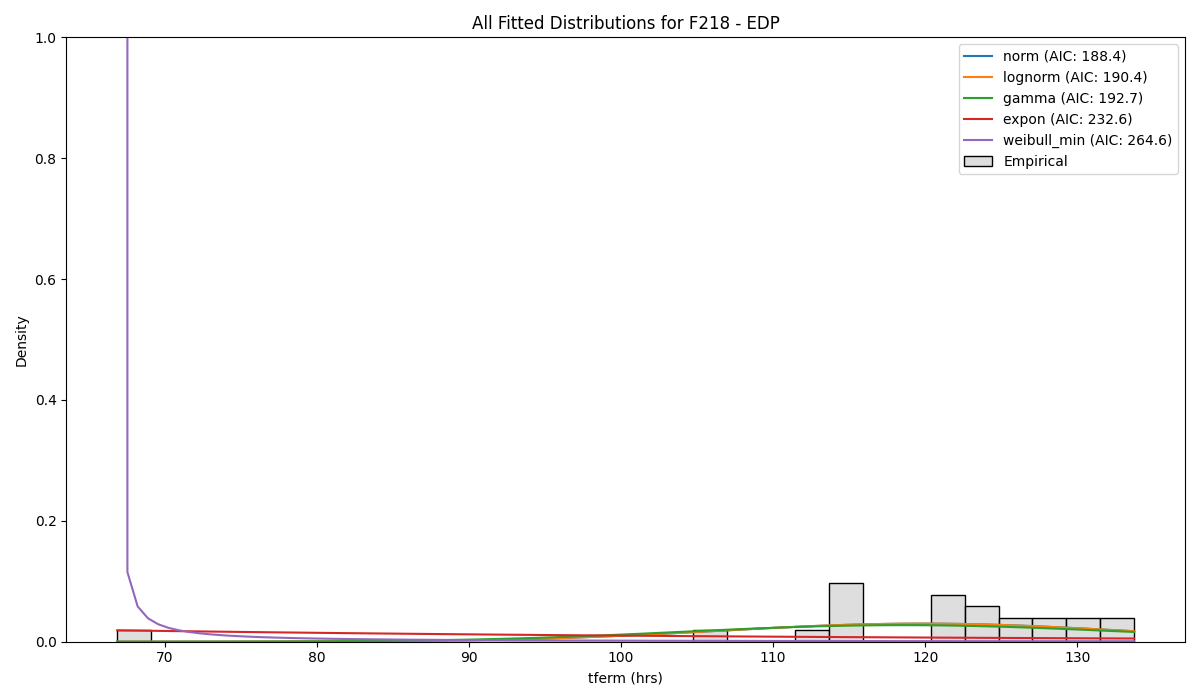 All Fitted Distributions for F218 - EDP
norm (AIC: 188.4)
lognorm (AIC: 190.4)
gamma (AIC: 192.7)
expon (AIC: 232.6)
weibull_min (AIC: 264.6)
Empirical
Density
1.0
0.8
0.6
0.4
0.2
0.0
70 80 90 100 110 120 130
tferm (hrs)